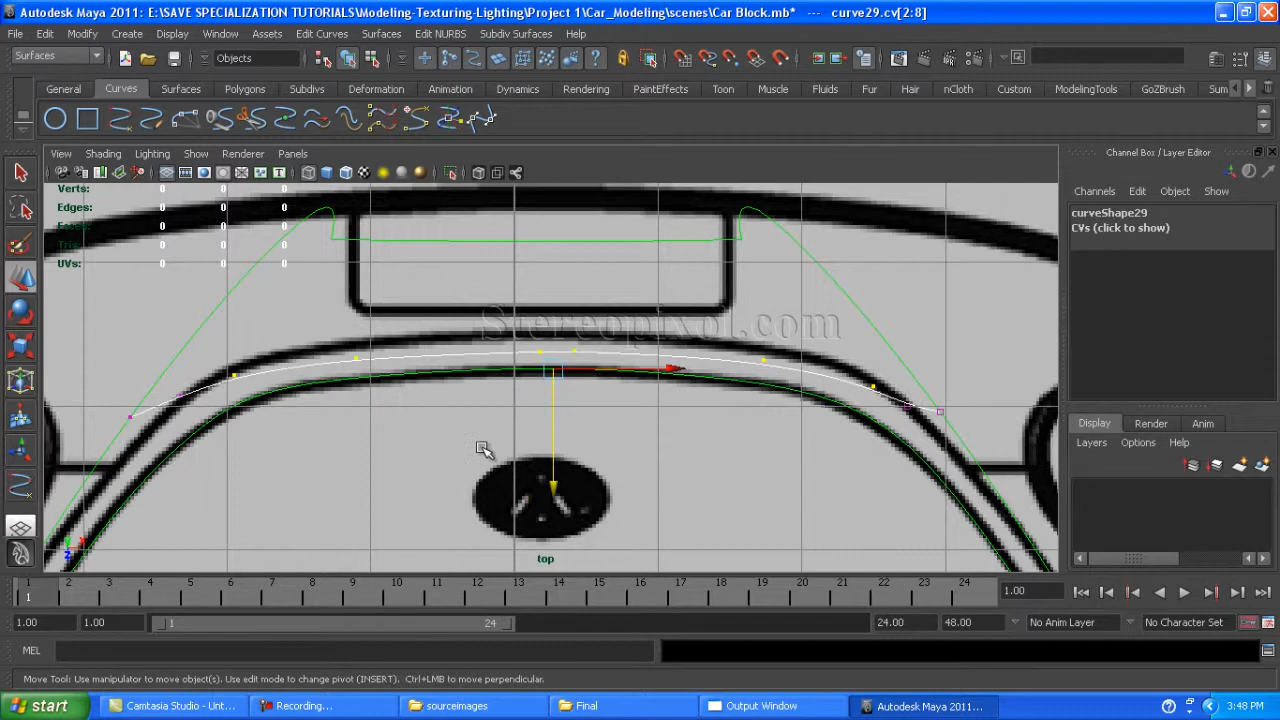 Autodesk Maya 2011: E:\SAVE SPECIALIZATION TUTORIALS\Modeling-Texturing-Lighting\Project 1\Car_Modeling\scenes\Car Block.mb* --- curve29.cv[2:8]
File Edit Modify Create Display Window Assets Edit Curves Surfaces Edit NURBS Subdiv Surfaces Help
Surfaces Objects
General Curves Surfaces Polygons Subdivs Deformation Animation Dynamics Rendering PaintEffects Toon Muscle Fluids Fur Hair nCloth Custom ModelingTools GoZBrush Sum
View Shading Lighting Show Renderer Panels
Channel Box / Layer Editor
Verts: 0 0 0
Edges: 0 0 0
Faces: 0 0 0
Tris: 0 0 0
UVs: 0 0 0
Channels Edit Object Show
curveShape29
CVs (click to show)
Stereopixol.com
top
Display Render Anim
Layers Options Help
1 2 3 4 5 6 7 8 9 10 11 12 13 14 15 16 17 18 19 20 21 22 23 24
1
1.00
1.00 1.00 1 24 24.00 48.00 No Anim Layer No Character Set
MEL
Move Tool: Use manipulator to move object(s). Use edit mode to change pivot (INSERT). Ctrl+LMB to move perpendicular.
start Camtasia Studio - Unt... Recording... sourceimages Final Output Window Autodesk Maya 2011... 3:48 PM